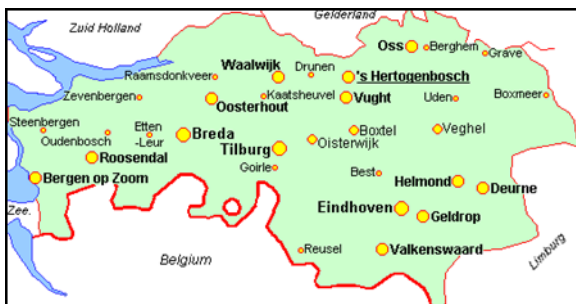 Zuid Holland
Gelderland
Oss
Berghem
Grave
Waalwijk
Drunen
Raamsdonkveer
's Hertogenbosch
Zevenbergen
Kaatsheuvel
Oosterhout
Vught
Uden
Boxmeer
Steenbergen
Etten
-Leur
Oudenbosch
Breda
Boxtel
Veghel
Oisterwijk
Tilburg
Roosendal
Goirle
Best
Bergen op Zoom
Helmond
Deurne
Zee.
Eindhoven
Geldrop
Reusel
Valkenswaard
Belgium
Limburg